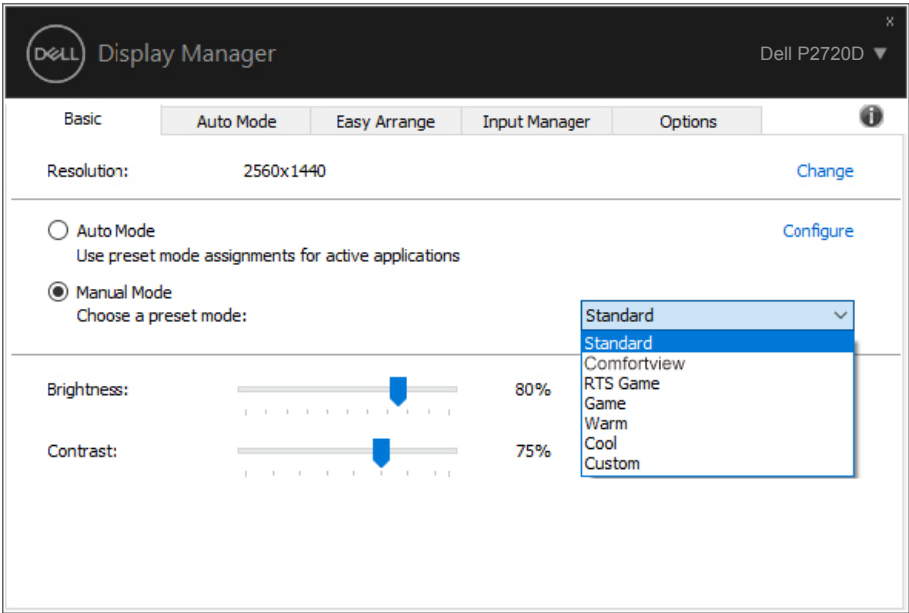 x
DELL Display Manager
Dell P2720D ▼
Basic Auto Mode Easy Arrange Input Manager Options
Resolution: 2560x1440 Change
Auto Mode Configure
Use preset mode assignments for active applications
Manual Mode
Choose a preset mode: Standard
Standard
Comfortview
RTS Game
Game
Warm
Cool
Custom
Brightness: 80%
Contrast: 75%